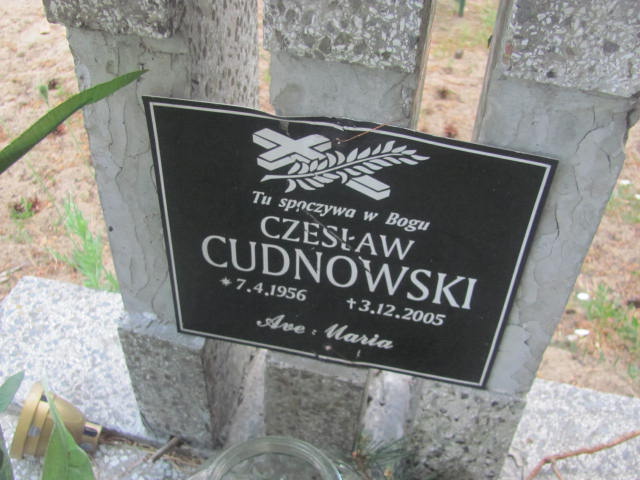 Tu spoczywa w Bogu
CZESŁAW
CUDNOWSKI
* 7.4.1956 † 3.12.2005
Ave Maria